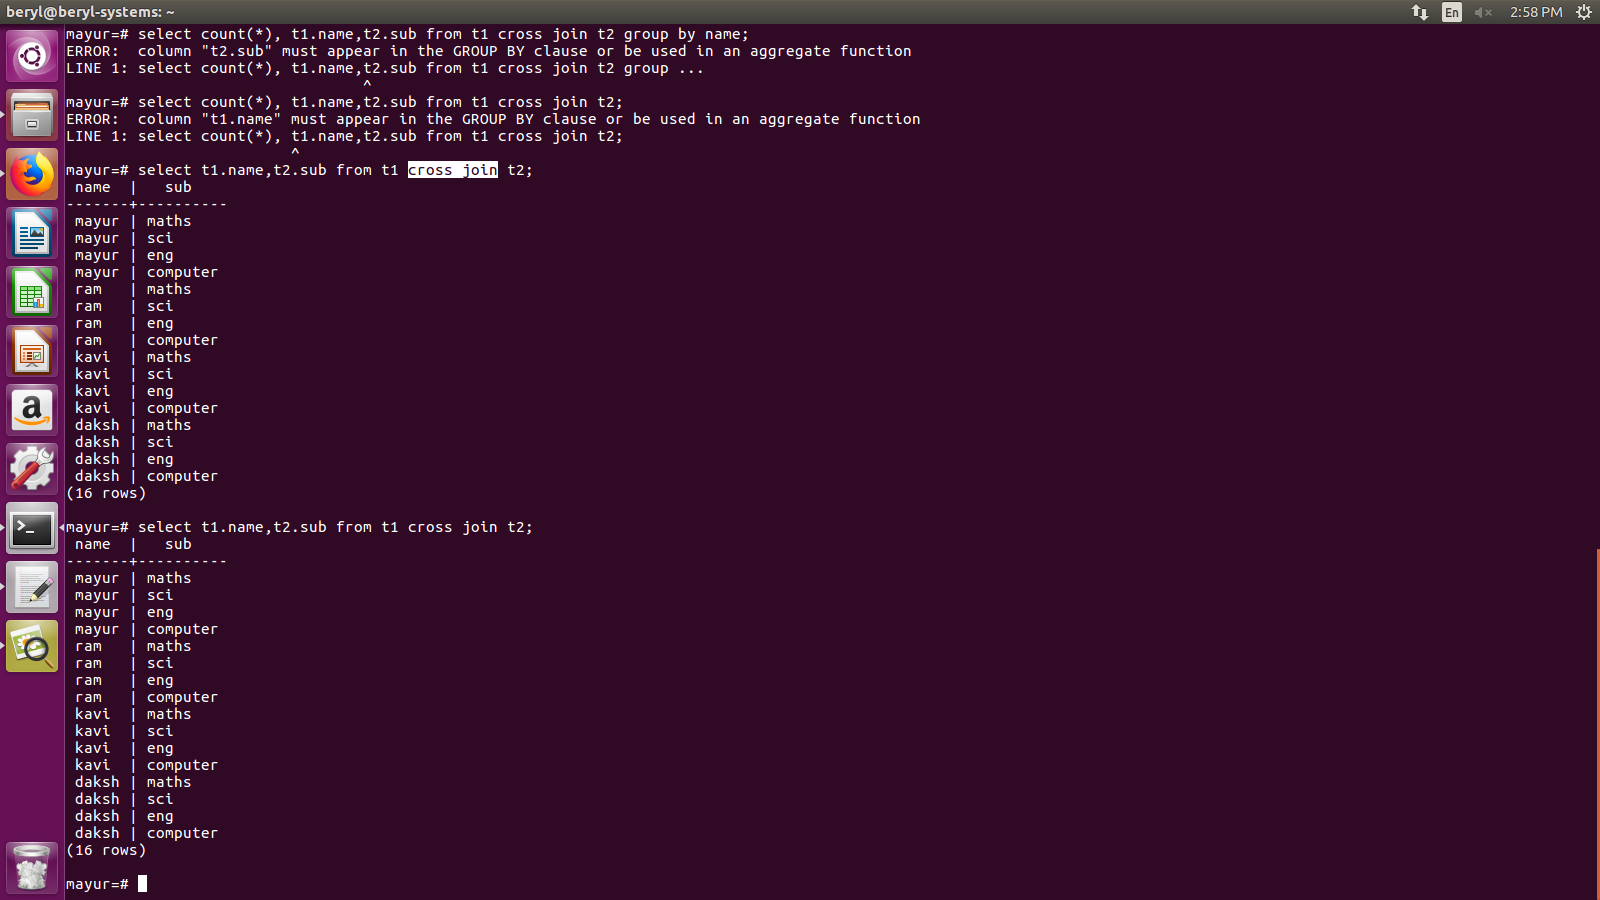 beryl@beryl-systems: ~
En
2:58 PM
mayur=# select count(*), t1.name,t2.sub from t1 cross join t2 group by name;
ERROR:  column "t2.sub" must appear in the GROUP BY clause or be used in an aggregate function
LINE 1: select count(*), t1.name,t2.sub from t1 cross join t2 group ...
                                 ^
mayur=# select count(*), t1.name,t2.sub from t1 cross join t2;
ERROR:  column "t1.name" must appear in the GROUP BY clause or be used in an aggregate function
LINE 1: select count(*), t1.name,t2.sub from t1 cross join t2;
                         ^
mayur=# select t1.name,t2.sub from t1 cross join t2;
 name  |   sub
-------+----------
 mayur | maths
 mayur | sci
 mayur | eng
 mayur | computer
 ram   | maths
 ram   | sci
 ram   | eng
 ram   | computer
 kavi  | maths
 kavi  | sci
 kavi  | eng
 kavi  | computer
 daksh | maths
 daksh | sci
 daksh | eng
 daksh | computer
(16 rows)

mayur=# select t1.name,t2.sub from t1 cross join t2;
 name  |   sub
-------+----------
 mayur | maths
 mayur | sci
 mayur | eng
 mayur | computer
 ram   | maths
 ram   | sci
 ram   | eng
 ram   | computer
 kavi  | maths
 kavi  | sci
 kavi  | eng
 kavi  | computer
 daksh | maths
 daksh | sci
 daksh | eng
 daksh | computer
(16 rows)

mayur=#
a
>_